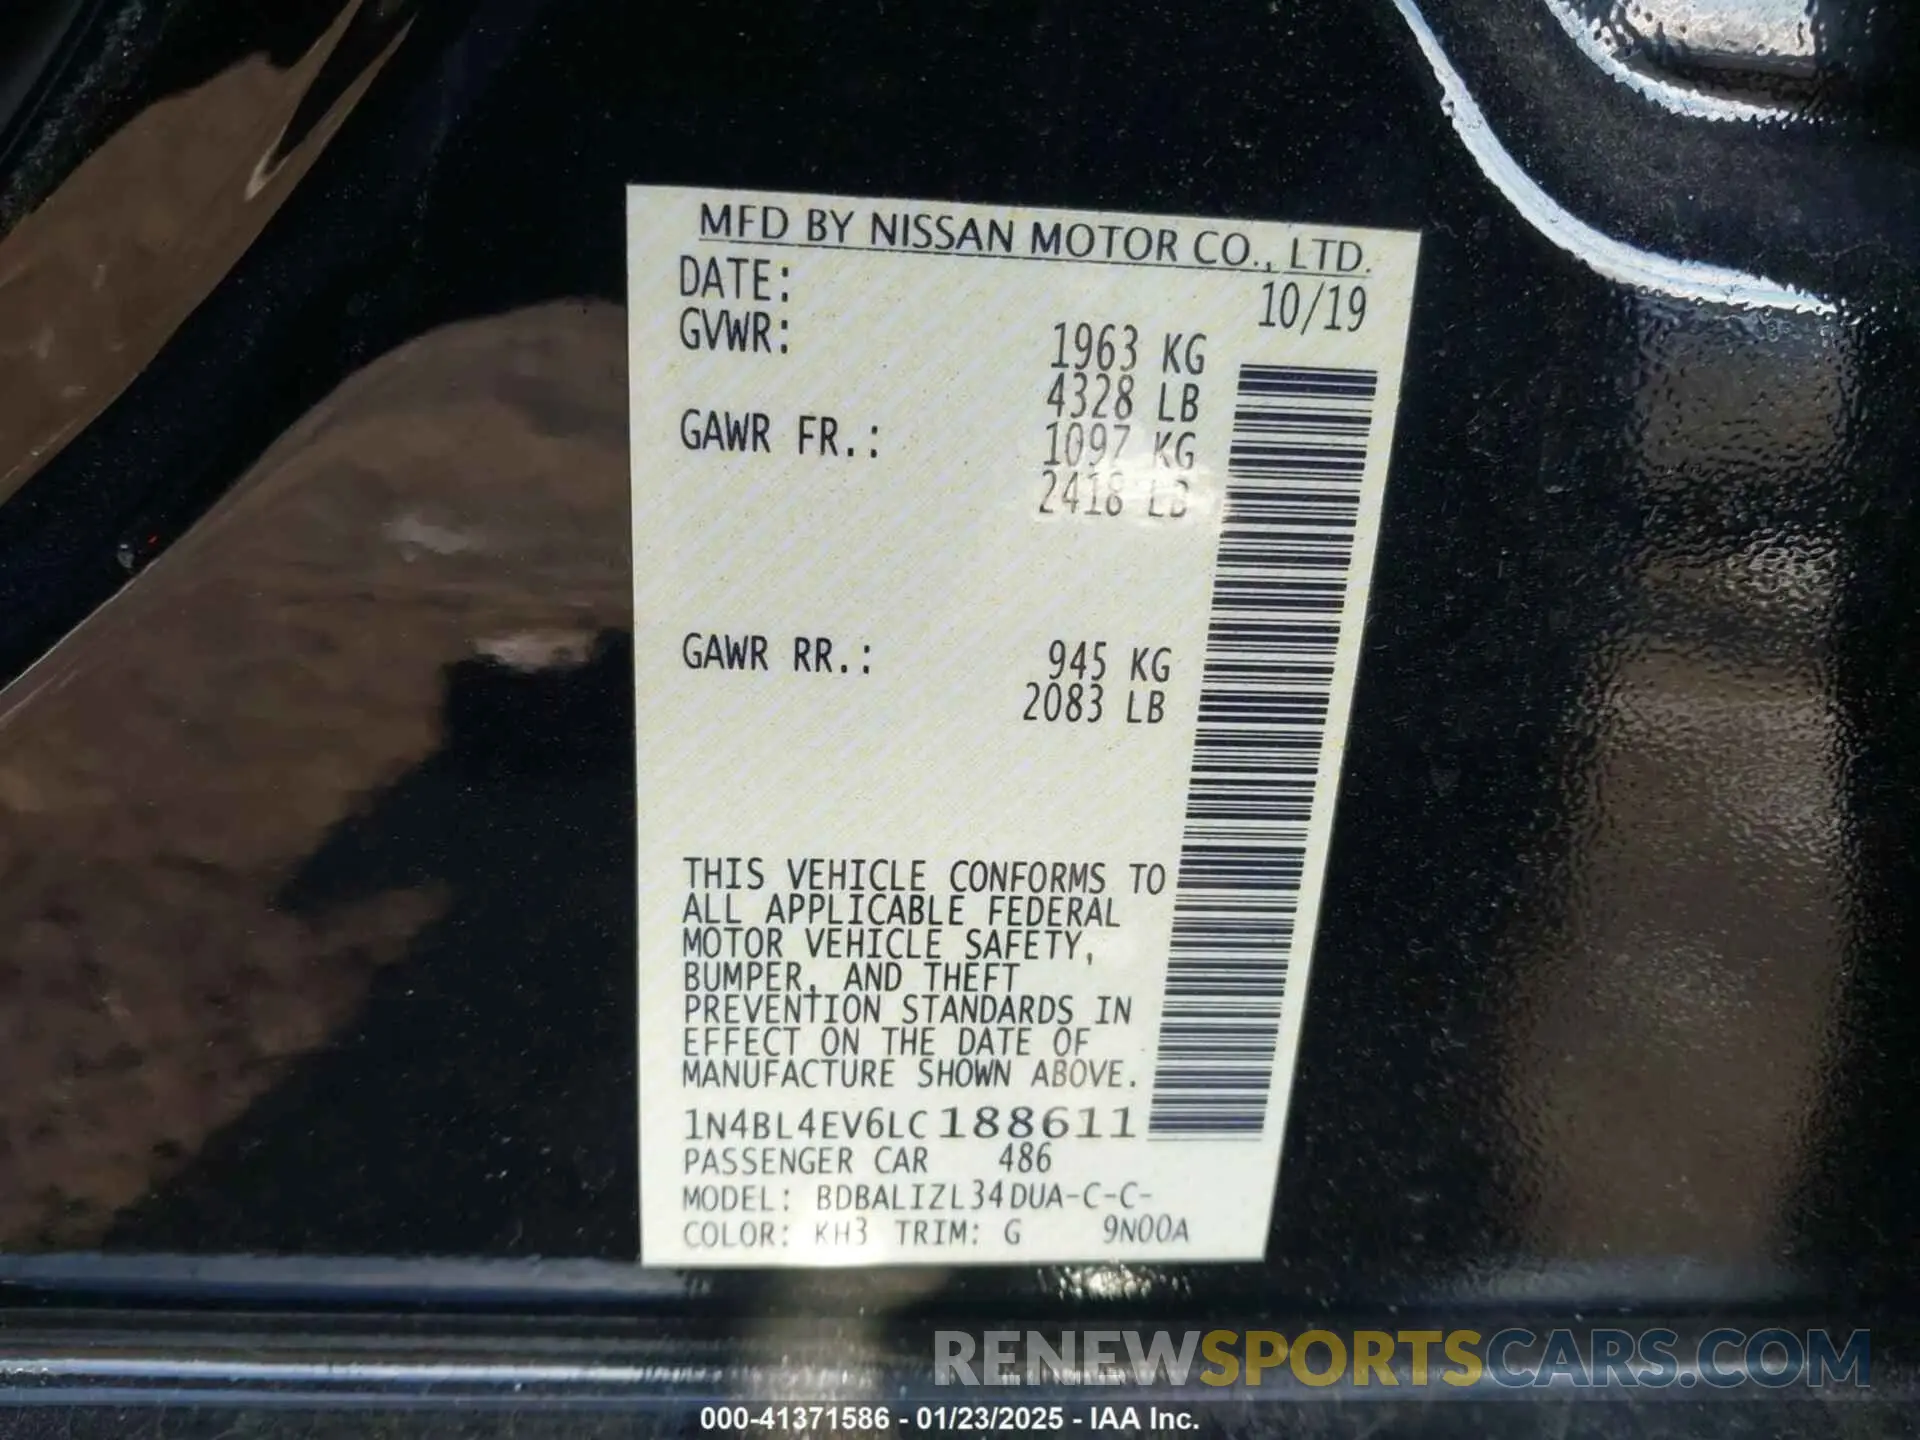 MFD BY NISSAN MOTOR CO., LTD.
DATE: 10/19
GVWR: 1963 KG
4328 LB
GAWR FR.: 1097 KG
2418 LB
GAWR RR.: 945 KG
2083 LB
THIS VEHICLE CONFORMS TO
ALL APPLICABLE FEDERAL
MOTOR VEHICLE SAFETY,
BUMPER, AND THEFT
PREVENTION STANDARDS IN
EFFECT ON THE DATE OF
MANUFACTURE SHOWN ABOVE.
1N4BL4EV6LC188611
PASSENGER CAR 486
MODEL: BDBALIZL34DUA-C-C-
COLOR: KH3 TRIM: G 9N00A
RENEWSPORTSCARS.COM
000-41371586 - 01/23/2025 - IAA Inc.